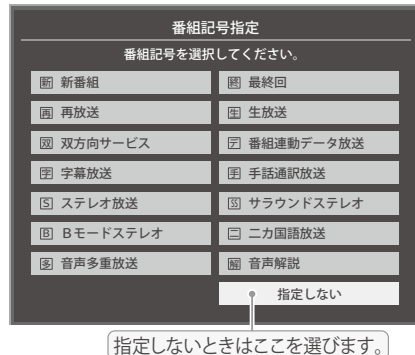 番組記号指定
番組記号を選択してください。
新 新番組
終 最終回
再 再放送
生 生放送
双 双方向サービス
デ 番組連動データ放送
字 字幕放送
手 手話通訳放送
S ステレオ放送
SS サラウンドステレオ
B Bモードステレオ
二 二カ国語放送
多 音声多重放送
解 音声解説
指定しない
指定しないときはここを選びます。